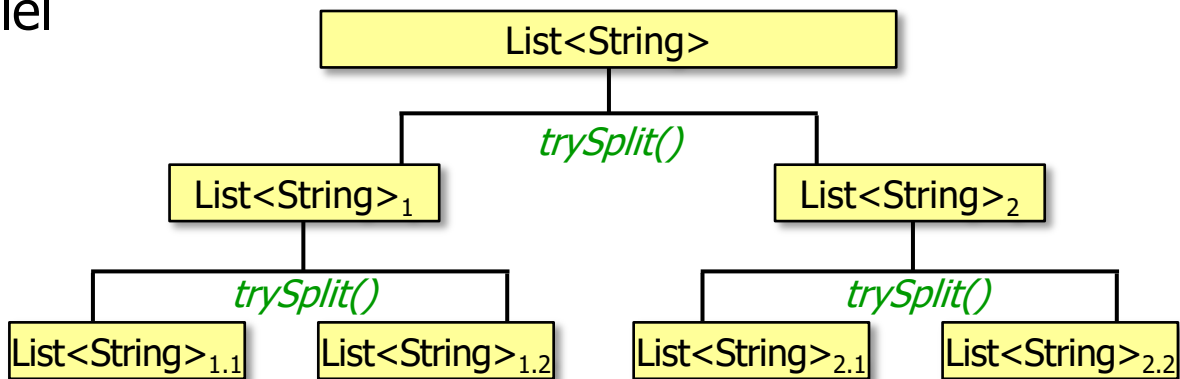 lel
List<String>
trySplit()
List<String>₁ List<String>₂
trySplit() trySplit()
List<String>₁.₁ List<String>₁.₂ List<String>₂.₁ List<String>₂.₂